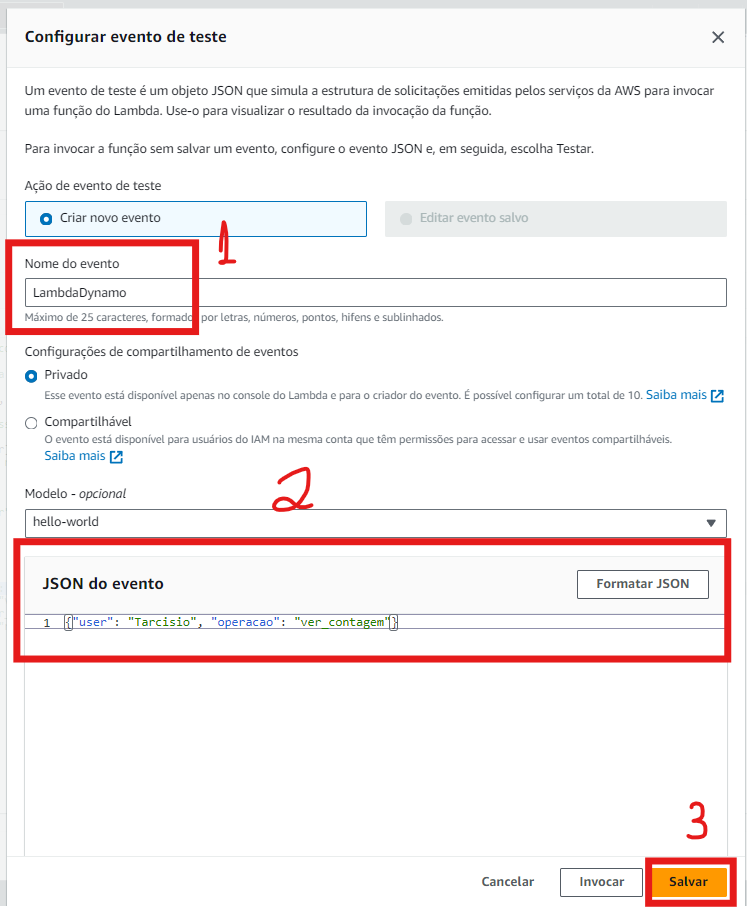 Configurar evento de teste
Um evento de teste é um objeto JSON que simula a estrutura de solicitações emitidas pelos serviços da AWS para invocar
uma função do Lambda. Use-o para visualizar o resultado da invocação da função.
Para invocar a função sem salvar um evento, configure o evento JSON e, em seguida, escolha Testar.
Ação de evento de teste
Criar novo evento
Editar evento salvo
1
Nome do evento
LambdaDynamo
Máximo de 25 caracteres, formado por letras, números, pontos, hifens e sublinhados.
Configurações de compartilhamento de eventos
Privado
Esse evento está disponível apenas no console do Lambda e para o criador do evento. É possível configurar um total de 10. Saiba mais
Compartilhável
O evento está disponível para usuários do IAM na mesma conta que têm permissões para acessar e usar eventos compartilháveis.
Saiba mais
2
Modelo - opcional
hello-world
JSON do evento
Formatar JSON
1 {"user": "Tarcisio", "operacao": "ver_contagem"}
3
Cancelar
Invocar
Salvar